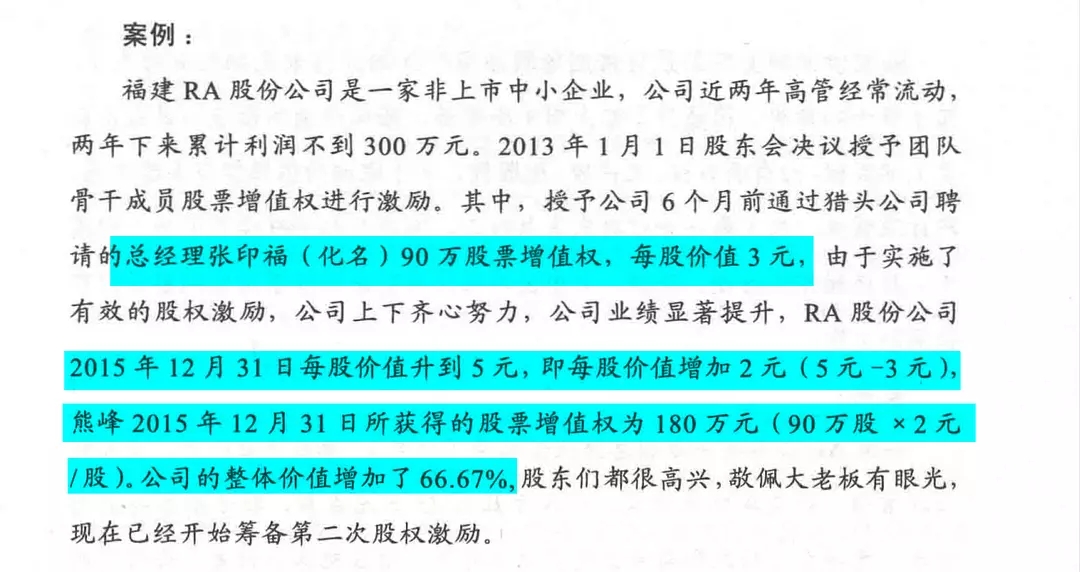 案例：
福建 RA 股份公司是一家非上市中小企业，公司近两年高管经常流动，
两年下来累计利润不到 300 万元。2013 年 1 月 1 日股东会决议授予团队
骨干成员股票增值权进行激励。其中，授予公司 6 个月前通过猎头公司聘
请的总经理张印福（化名）90 万股票增值权，每股价值 3 元，由于实施了
有效的股权激励，公司上下齐心努力，公司业绩显著提升，RA 股份公司
2015 年 12 月 31 日每股价值升到 5 元，即每股价值增加 2 元（5 元 -3 元），
熊峰 2015 年 12 月 31 日所获得的股票增值权为 180 万元（90 万股 × 2 元
/ 股）。公司的整体价值增加了 66.67%，股东们都很高兴，敬佩大老板有眼光，
现在已经开始筹备第二次股权激励。